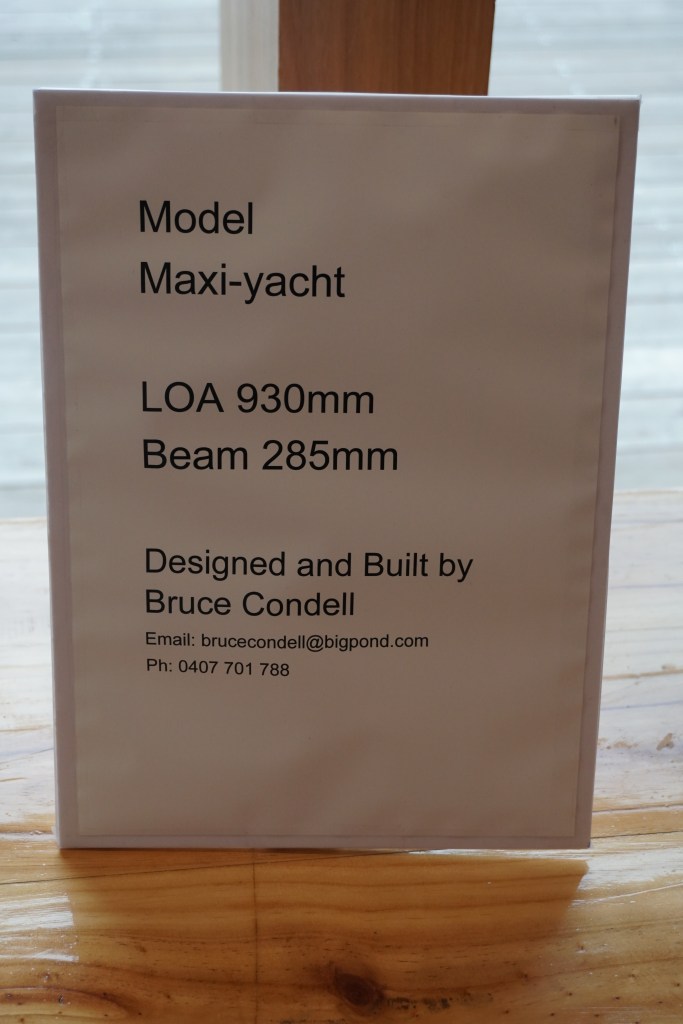 Model
Maxi-yacht
LOA 930mm
Beam 285mm
Designed and Built by
Bruce Condell
Email: brucecondell@bigpond.com
Ph: 0407 701 788